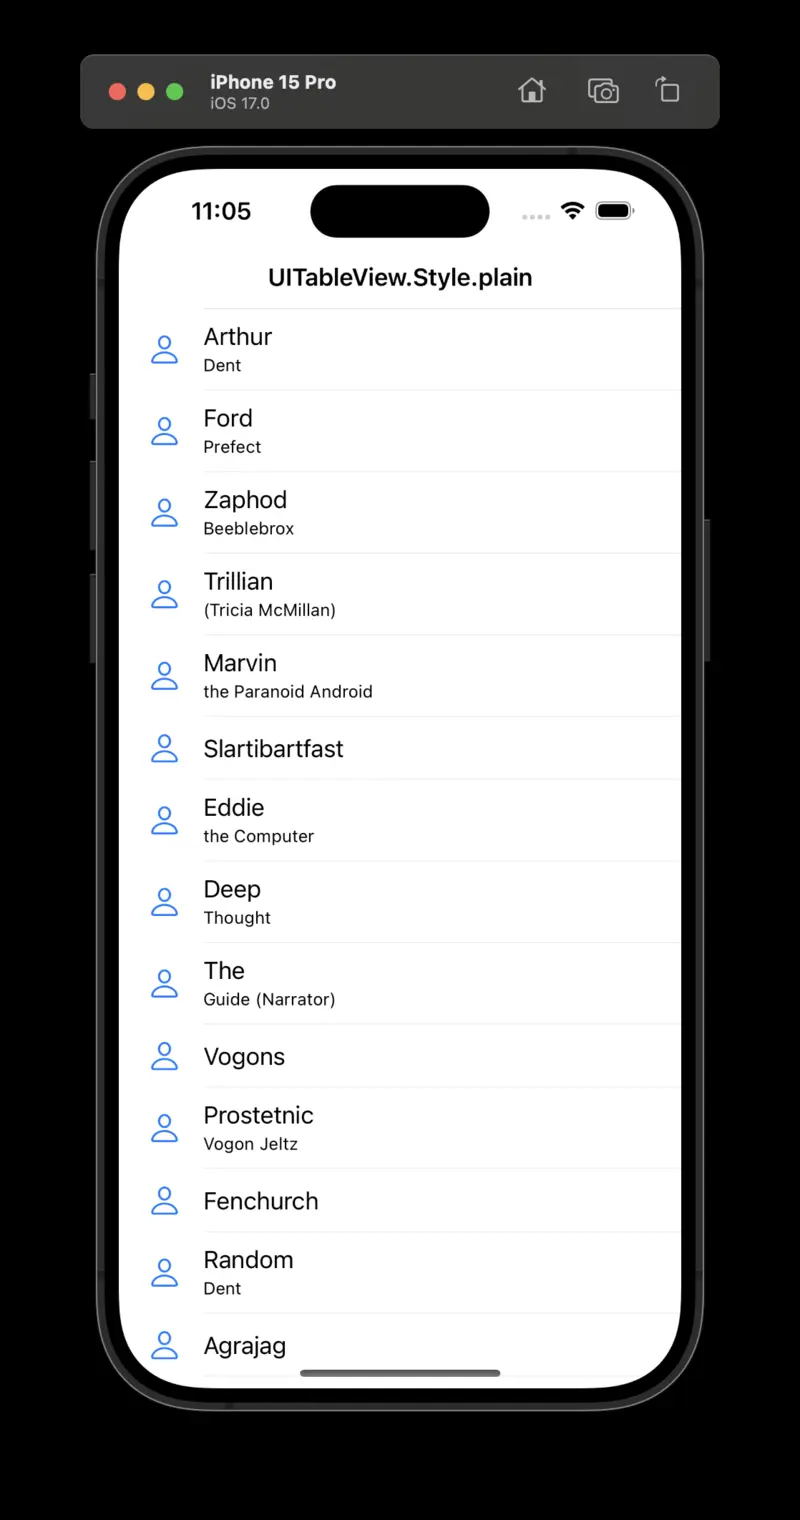 iPhone 15 Pro
iOS 17.0
11:05
UITableView.Style.plain
Arthur
Dent
Ford
Prefect
Zaphod
Beeblebrox
Trillian
(Tricia McMillan)
Marvin
the Paranoid Android
Slartibartfast
Eddie
the Computer
Deep
Thought
The
Guide (Narrator)
Vogons
Prostetnic
Vogon Jeltz
Fenchurch
Random
Dent
Agrajag